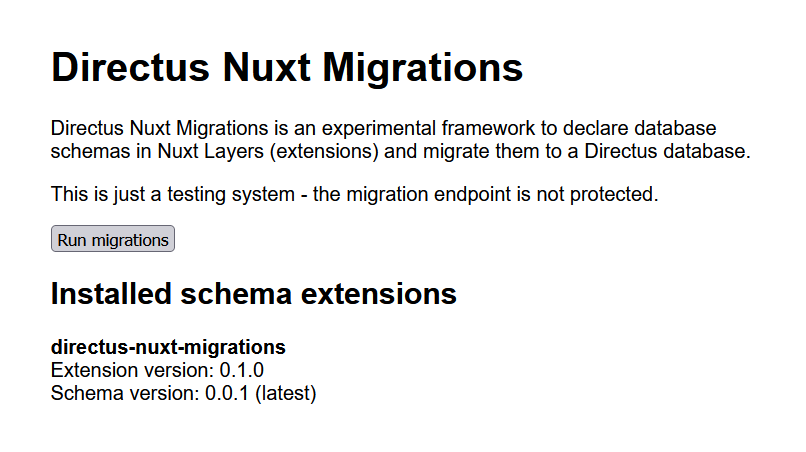 Directus Nuxt Migrations
Directus Nuxt Migrations is an experimental framework to declare database
schemas in Nuxt Layers (extensions) and migrate them to a Directus database.
This is just a testing system - the migration endpoint is not protected.
Run migrations
Installed schema extensions
directus-nuxt-migrations
Extension version: 0.1.0
Schema version: 0.0.1 (latest)